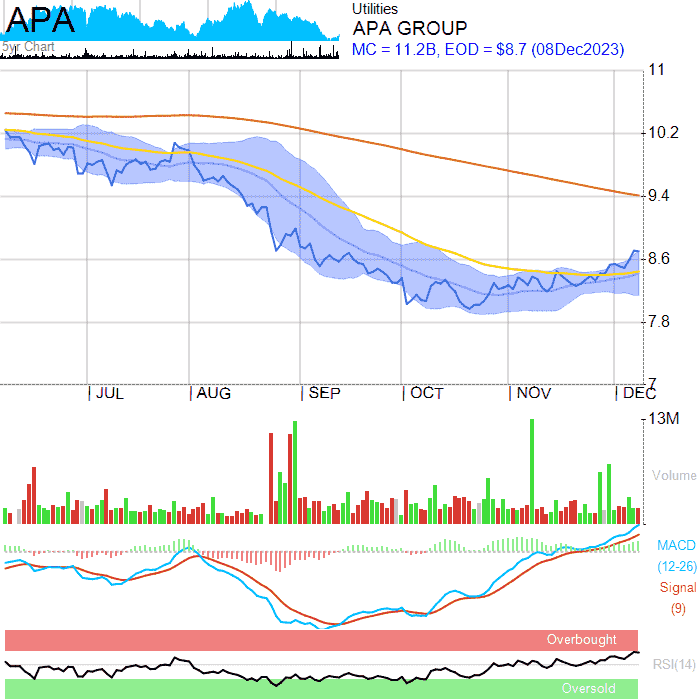 APA
5yr Chart
Utilities
APA GROUP
MC = 11.2B, EOD = $8.7 (08Dec2023)
11
10.2
9.4
8.6
7.8
7
JUL AUG SEP OCT NOV DEC
13M
Volume
MACD
(12-26)
Signal
(9)
Overbought
RSI(14)
Oversold